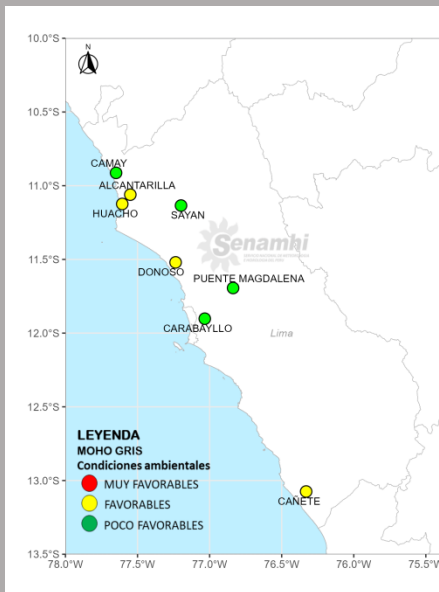 10.0°S
N
10.5°S
CAMAY
11.0°S
ALCANTARILLA
HUACHO
SAYAN
11.5°S
Senamhi
DONOSO
PUENTE MAGDALENA
12.0°S
CARABAYLLO
Lima
12.5°S
LEYENDA
MOHO GRIS
Condiciones ambientales
MUY FAVORABLES
13.0°S
FAVORABLES
CAÑETE
POCO FAVORABLES
13.5°S
78.0°W 77.5°W 77.0°W 76.5°W 76.0°W 75.5°W